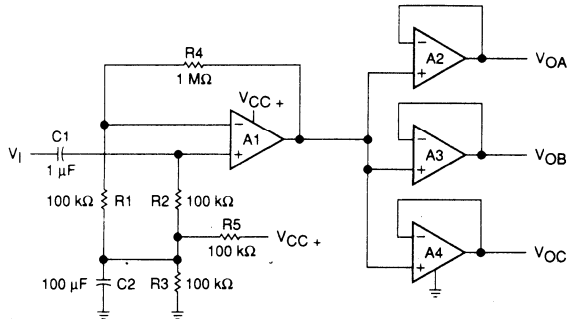 R4
1 MΩ
VCC +
A1
−
+
C1
VI
1 μF
100 kΩ R1
R2 100 kΩ
R5
100 kΩ
VCC +
100 μF C2
R3 100 kΩ
−
A2
+
VOA
−
A3
+
VOB
−
A4
+
VOC